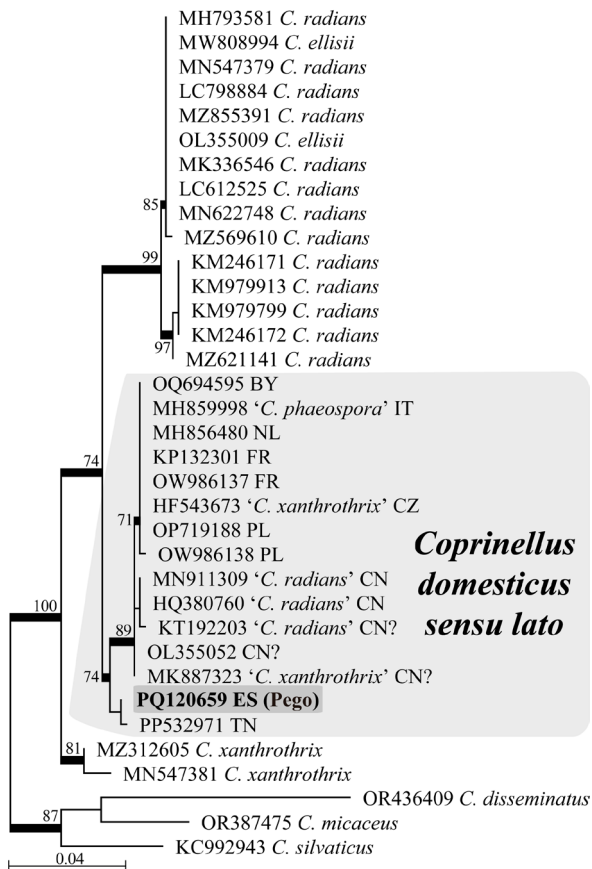 MH793581 C. radians
MW808994 C. ellisii
MN547379 C. radians
LC798884 C. radians
MZ855391 C. radians
OL355009 C. ellisii
MK336546 C. radians
LC612525 C. radians
85
MN622748 C. radians
MZ569610 C. radians
99
KM246171 C. radians
KM979913 C. radians
KM979799 C. radians
KM246172 C. radians
97
MZ621141 C. radians
OQ694595 BY
MH859998 ‘C. phaeospora’ IT
MH856480 NL
74
KP132301 FR
OW986137 FR
HF543673 ‘C. xanthrothrix’ CZ
71
OP719188 PL
OW986138 PL
Coprinellus
domesticus
sensu lato
MN911309 ‘C. radians’ CN
HQ380760 ‘C. radians’ CN
100
KT192203 ‘C. radians’ CN?
89
OL355052 CN?
MK887323 ‘C. xanthrothrix’ CN?
74
PQ120659 ES (Pego)
PP532971 TN
81
MZ312605 C. xanthrothrix
MN547381 C. xanthrothrix
OR436409 C. disseminatus
87
OR387475 C. micaceus
KC992943 C. silvaticus
0.04